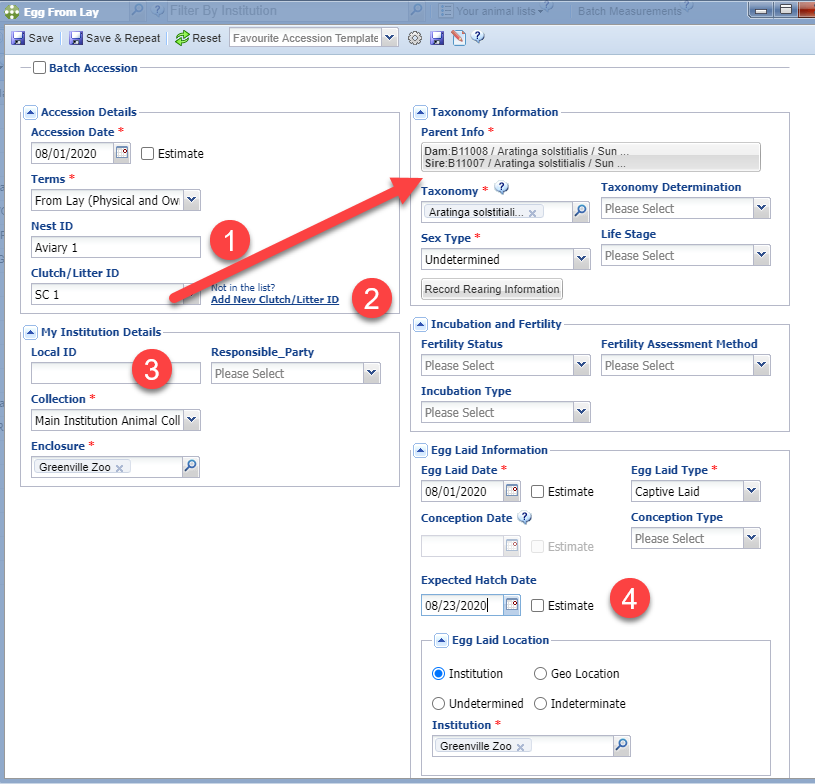 Egg From Lay
Filter By Institution
Your animal lists
Batch Measurements
Save
Save & Repeat
Reset
Favourite Accession Template
Batch Accession
Accession Details
Accession Date *
08/01/2020
Estimate
Terms *
From Lay (Physical and Own
Nest ID
Aviary 1
1
Clutch/Litter ID
SC 1
Not in the list?
Add New Clutch/Litter ID
2
My Institution Details
Local ID
Responsible_Party
3
Please Select
Collection *
Main Institution Animal Coll
Enclosure *
Greenville Zoo
Taxonomy Information
Parent Info *
Dam:B11008 / Aratinga solstitialis / Sun ...
Sire:B11007 / Aratinga solstitialis / Sun ...
Taxonomy *
Taxonomy Determination
Aratinga solstitiali...
Please Select
Sex Type *
Life Stage
Undetermined
Please Select
Record Rearing Information
Incubation and Fertility
Fertility Status
Fertility Assessment Method
Please Select
Please Select
Incubation Type
Please Select
Egg Laid Information
Egg Laid Date *
Egg Laid Type *
08/01/2020
Estimate
Captive Laid
Conception Date
Conception Type
Estimate
Please Select
Expected Hatch Date
08/23/2020
Estimate
4
Egg Laid Location
Institution
Geo Location
Undetermined
Indeterminate
Institution *
Greenville Zoo